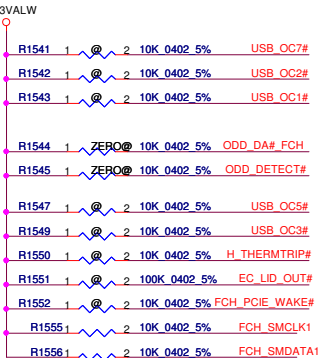 3VALW
R1541 1 @ 2 10K_0402_5% USB_OC7#
R1542 1 @ 2 10K_0402_5% USB_OC2#
R1543 1 @ 2 10K_0402_5% USB_OC1#
R1544 1 ZERO@ 2 10K_0402_5% ODD_DA#_FCH
R1545 1 ZERO@ 2 10K_0402_5% ODD_DETECT#
R1547 1 @ 2 10K_0402_5% USB_OC5#
R1549 1 @ 2 10K_0402_5% USB_OC3#
R1550 1 @ 2 10K_0402_5% H_THERMTRIP#
R1551 1 @ 2 100K_0402_5% EC_LID_OUT#
R1552 1 @ 2 10K_0402_5% FCH_PCIE_WAKE#
R1555 1 2 10K_0402_5% FCH_SMCLK1
R1556 1 2 10K_0402_5% FCH_SMDATA1